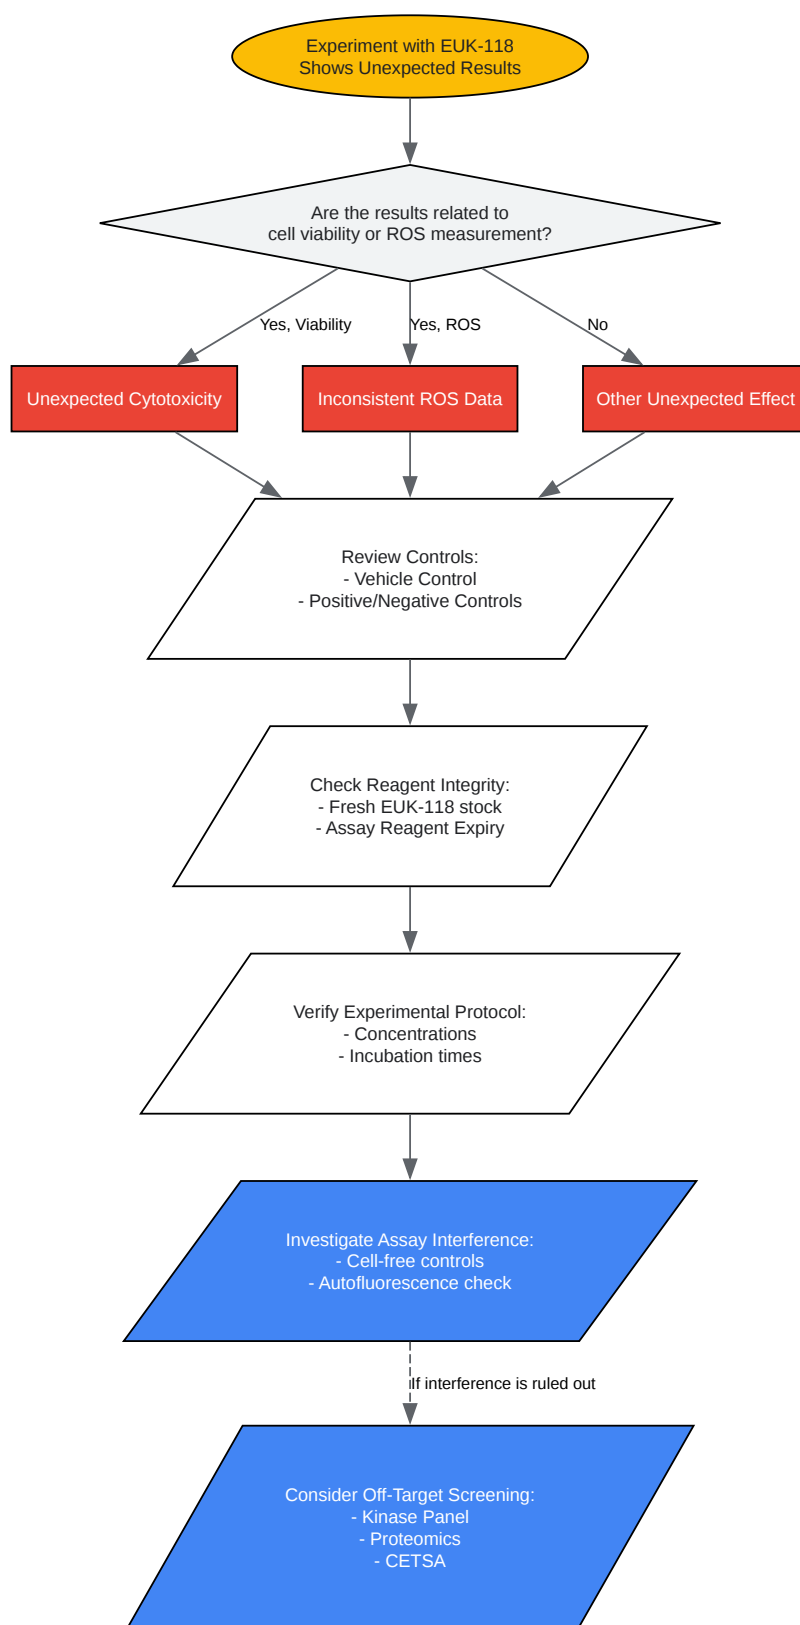 Experiment with EUK-118
Shows Unexpected Results
Are the results related to
cell viability or ROS measurement?
Yes, Viability
Yes, ROS
No
Unexpected Cytotoxicity
Inconsistent ROS Data
Other Unexpected Effect
Review Controls:
- Vehicle Control
- Positive/Negative Controls
Check Reagent Integrity:
- Fresh EUK-118 stock
- Assay Reagent Expiry
Verify Experimental Protocol:
- Concentrations
- Incubation times
Investigate Assay Interference:
- Cell-free controls
- Autofluorescence check
If interference is ruled out
Consider Off-Target Screening:
- Kinase Panel
- Proteomics
- CETSA